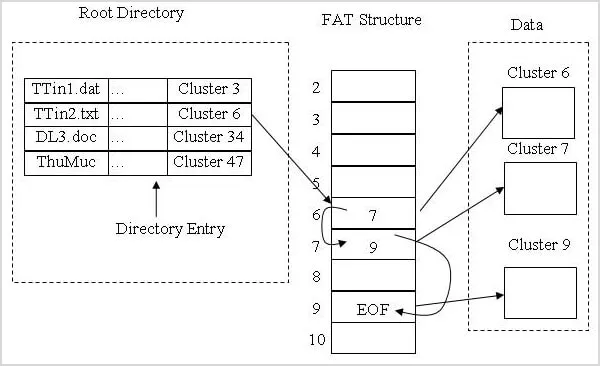 Root Directory
TTin1.dat ... Cluster 3
TTin2.txt ... Cluster 6
DL3.doc ... Cluster 34
ThuMuc ... Cluster 47
Directory Entry
FAT Structure
2
3
4
5
6 7
7 9
8
9 EOF
10
Data
Cluster 6
Cluster 7
Cluster 9